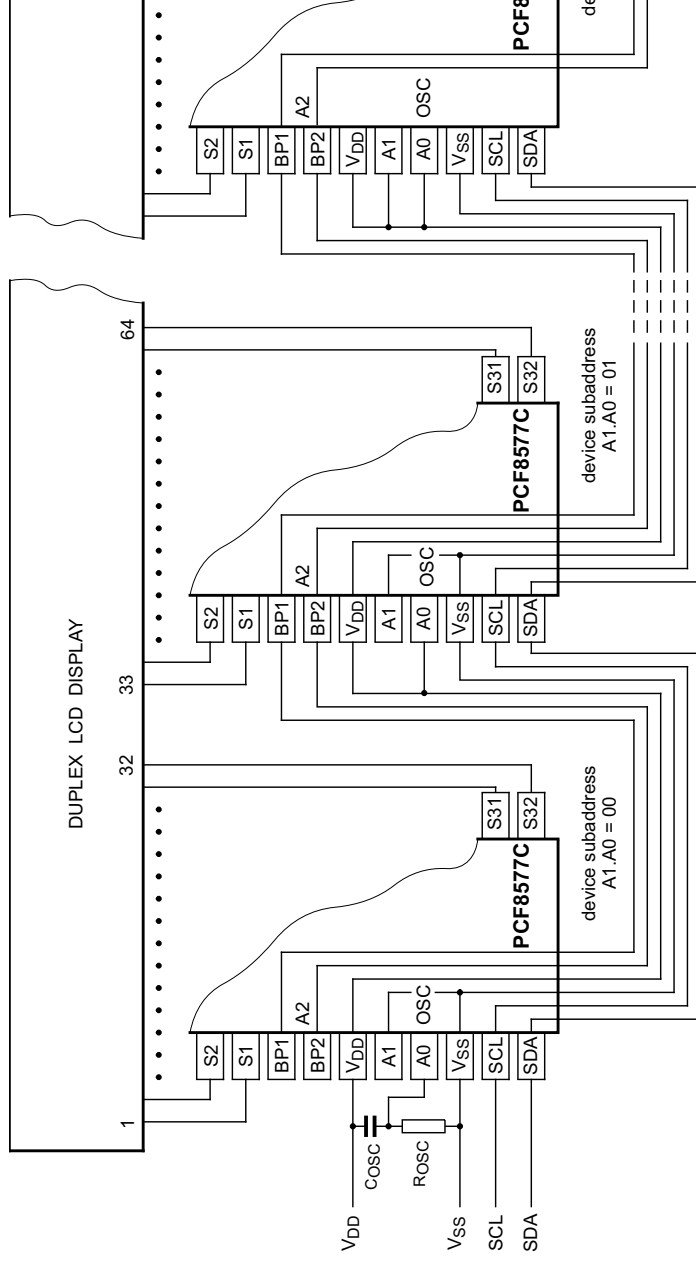 DUPLEX LCD DISPLAY
1
32
33
64
VDD
VSS
SCL
SDA
COSC
ROSC
S2
S1
BP1
BP2
VDD
A1
A0
VSS
SCL
SDA
A2
OSC
S31
S32
PCF8577C
device subaddress
A1.A0 = 00
S2
S1
BP1
BP2
VDD
A1
A0
VSS
SCL
SDA
A2
OSC
S31
S32
PCF8577C
device subaddress
A1.A0 = 01
S2
S1
BP1
BP2
VDD
A1
A0
VSS
SCL
SDA
A2
OSC
PCF8
de